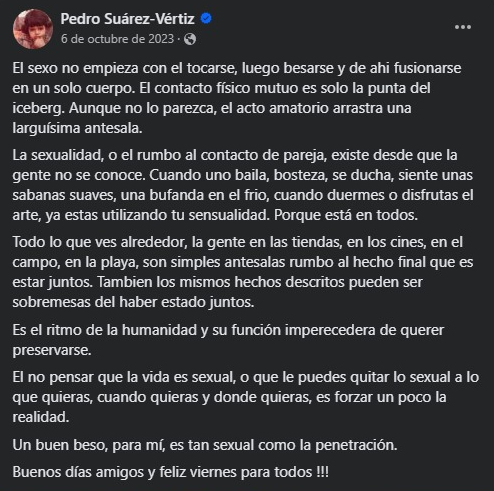 Pedro Suárez-Vértiz
6 de octubre de 2023 ·
El sexo no empieza con el tocarse, luego besarse y de ahi fusionarse
en un solo cuerpo. El contacto físico mutuo es solo la punta del
iceberg. Aunque no lo parezca, el acto amatorio arrastra una
larguísima antesala.
La sexualidad, o el rumbo al contacto de pareja, existe desde que la
gente no se conoce. Cuando uno baila, bosteza, se ducha, siente unas
sabanas suaves, una bufanda en el frio, cuando duermes o disfrutas el
arte, ya estas utilizando tu sensualidad. Porque está en todos.
Todo lo que ves alrededor, la gente en las tiendas, en los cines, en el
campo, en la playa, son simples antesalas rumbo al hecho final que es
estar juntos. Tambien los mismos hechos descritos pueden ser
sobremesas del haber estado juntos.
Es el ritmo de la humanidad y su función imperecedera de querer
preservarse.
El no pensar que la vida es sexual, o que le puedes quitar lo sexual a lo
que quieras, cuando quieras y donde quieras, es forzar un poco la
realidad.
Un buen beso, para mí, es tan sexual como la penetración.
Buenos días amigos y feliz viernes para todos !!!